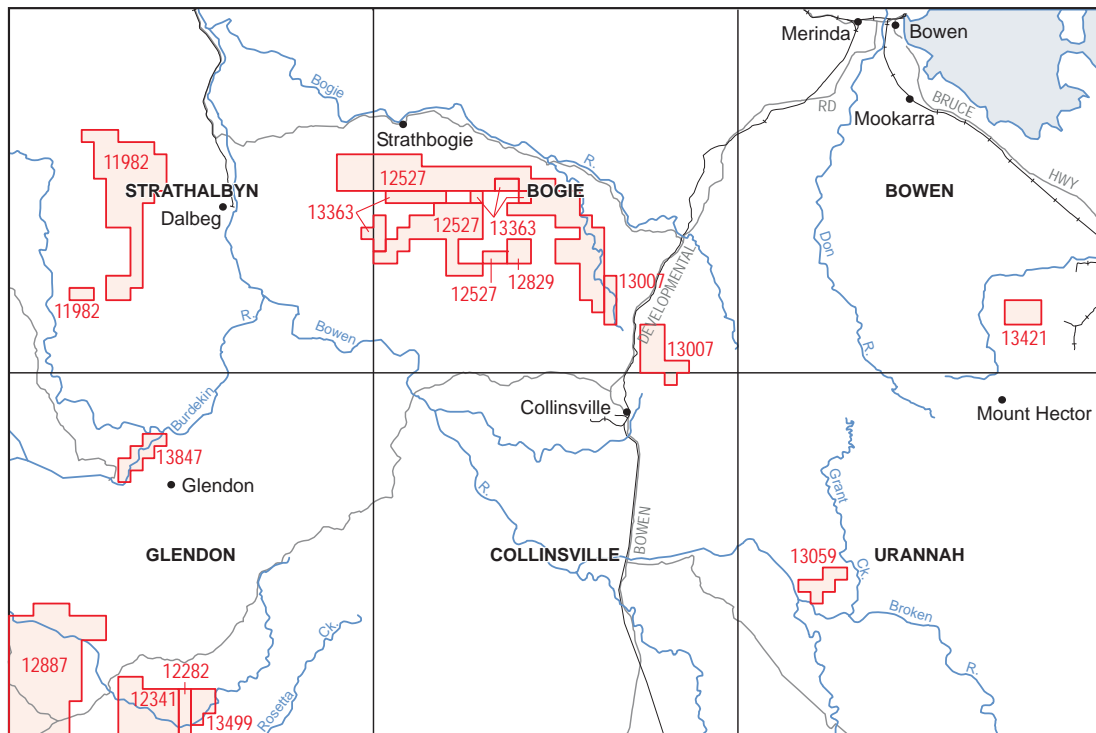 Merinda
Bowen
Bogie
RD
BRUCE
Mookarra
Strathbogie
R.
HWY
11982
12527
STRATHALBYN
BOGIE
BOWEN
Dalbeg
13363
12527
13363
Don
12527
12829
13007
DEVELOPMENTAL
11982
R.
Bowen
R.
13421
13007
Burdekin
Collinsville
Mount Hector
13847
Glendon
R.
Grant
GLENDON
COLLINSVILLE
BOWEN
13059
Ck.
URANNAH
Broken
Ck.
R.
12887
12282
12341
Rosetta
13499